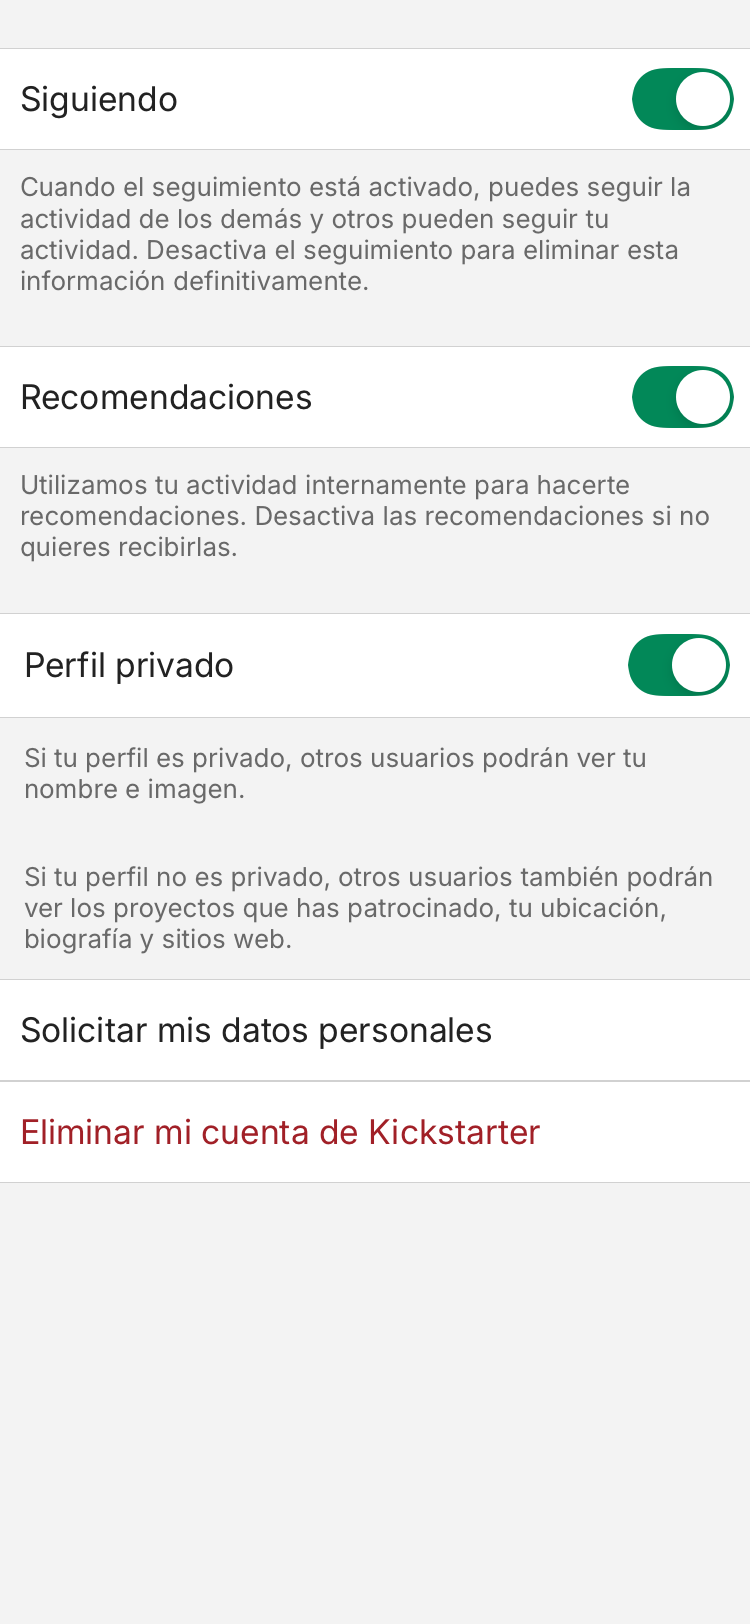 Siguiendo
Cuando el seguimiento está activado, puedes seguir la
actividad de los demás y otros pueden seguir tu
actividad. Desactiva el seguimiento para eliminar esta
información definitivamente.
Recomendaciones
Utilizamos tu actividad internamente para hacerte
recomendaciones. Desactiva las recomendaciones si no
quieres recibirlas.
Perfil privado
Si tu perfil es privado, otros usuarios podrán ver tu
nombre e imagen.
Si tu perfil no es privado, otros usuarios también podrán
ver los proyectos que has patrocinado, tu ubicación,
biografía y sitios web.
Solicitar mis datos personales
Eliminar mi cuenta de Kickstarter